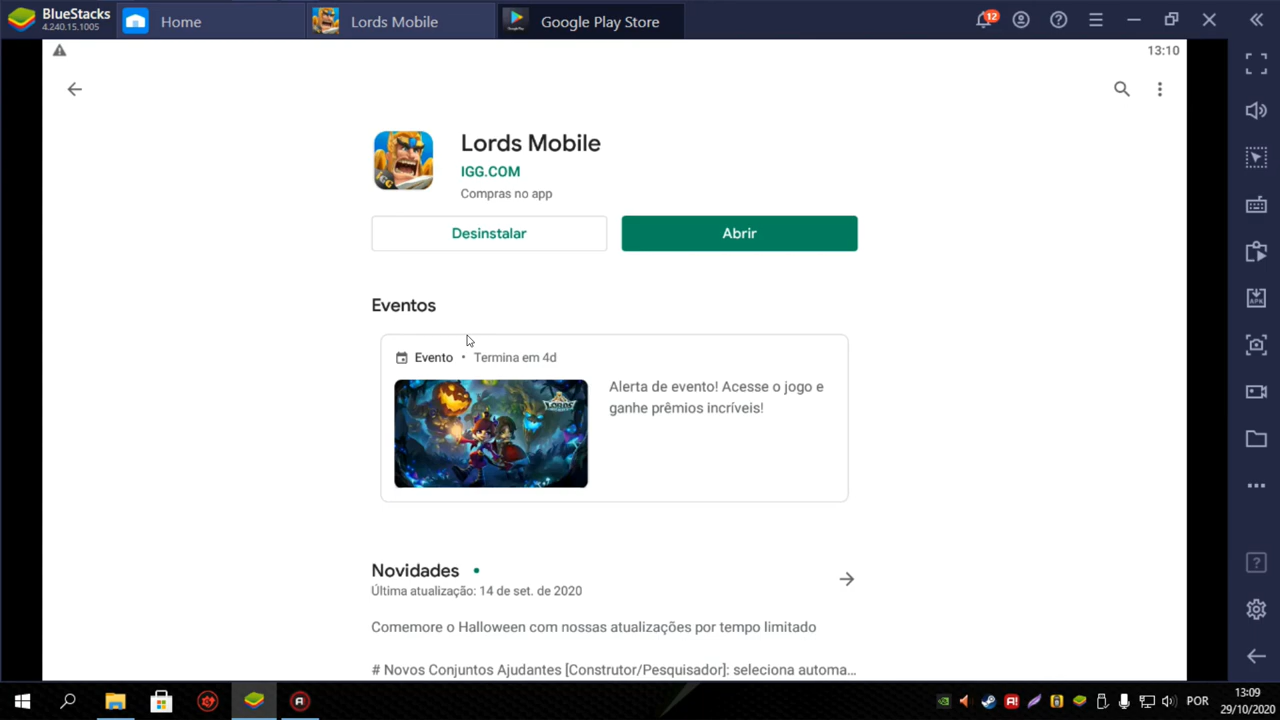 BlueStacks
4.240.15.1005
Home
Lords Mobile
Google Play Store
12
13:10
IGG
Lords Mobile
IGG.COM
Compras no app
Desinstalar
Abrir
Eventos
Evento • Termina em 4d
LORDS
Alerta de evento! Acesse o jogo e
ganhe prêmios incríveis!
Novidades
Última atualização: 14 de set. de 2020
Comemore o Halloween com nossas atualizações por tempo limitado
# Novos Conjuntos Ajudantes [Construtor/Pesquisador]: seleciona automa...
APK
POR
13:09
29/10/2020